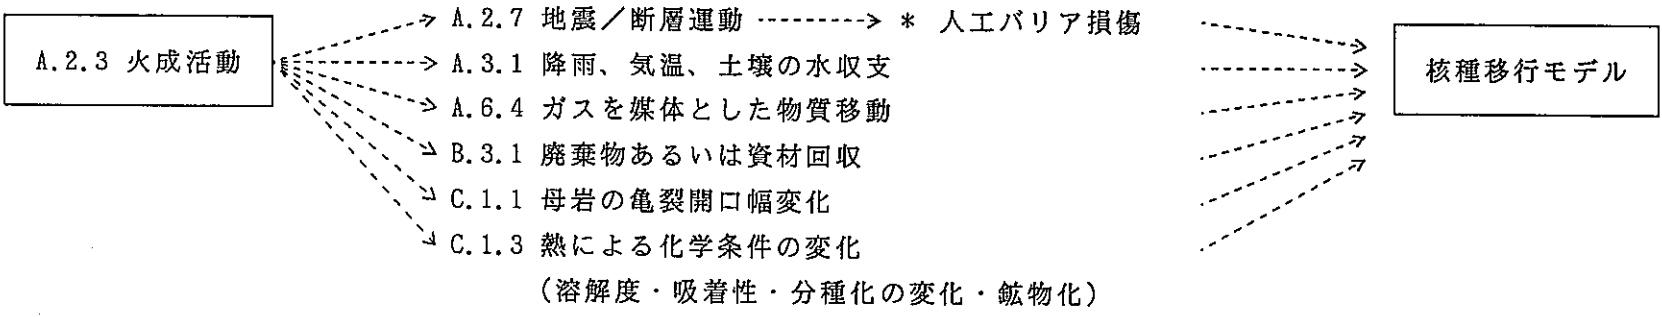 A.2.3 火成活動
A.2.7 地震／断層運動 ---------> * 人工バリア損傷
A.3.1 降雨、気温、土壌の水収支
A.6.4 ガスを媒体とした物質移動
B.3.1 廃棄物あるいは資材回収
C.1.1 母岩の亀裂開口幅変化
C.1.3 熱による化学条件の変化
(溶解度・吸着性・分種化の変化・鉱物化)
核種移行モデル